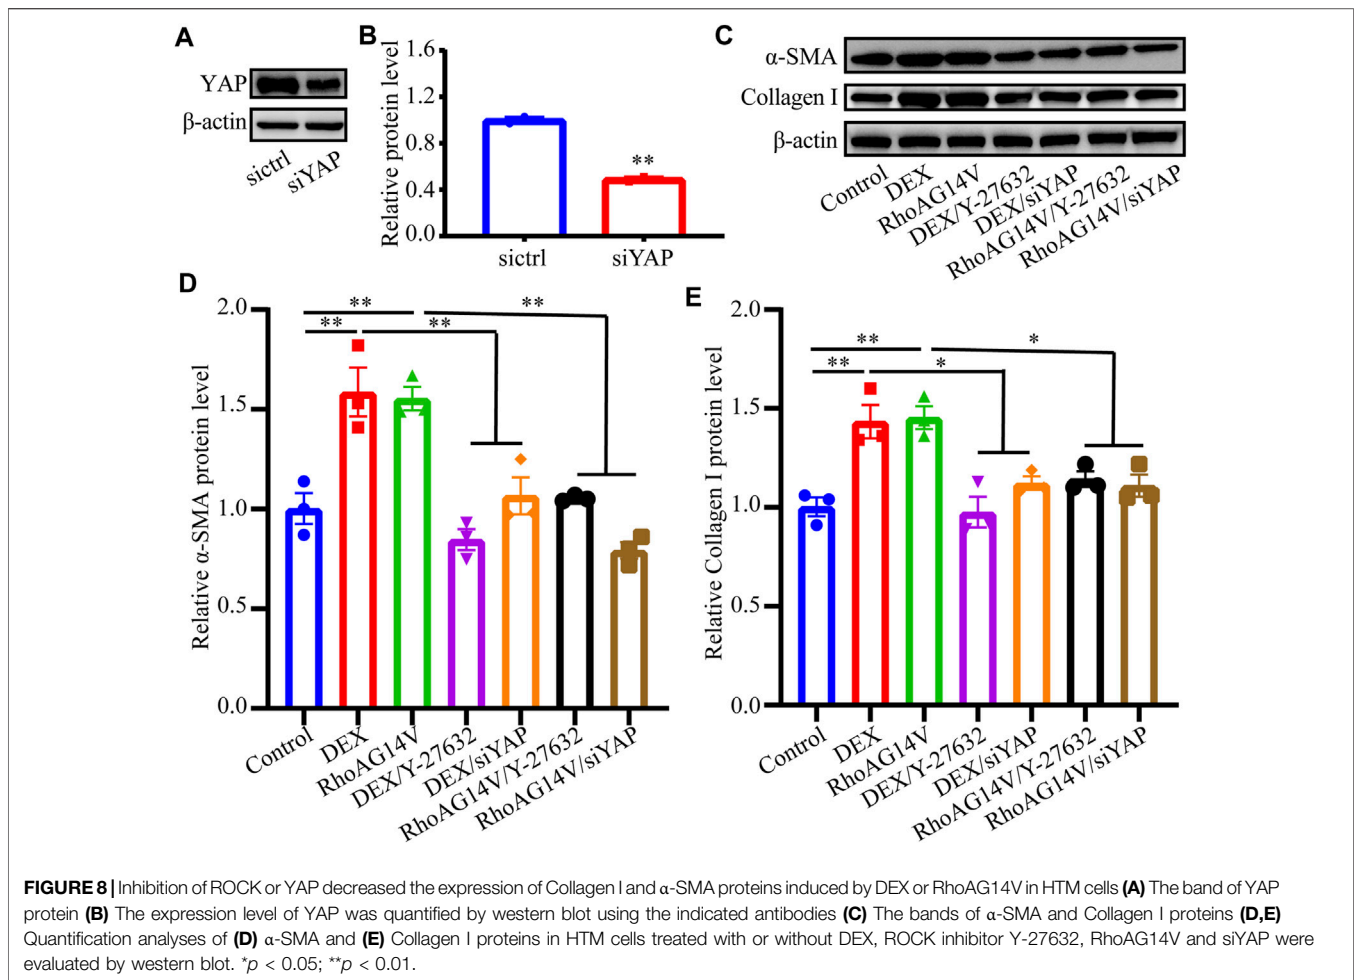 A
YAP
β-actin
sictrl
siYAP
B
Relative protein level
1.6
1.2
0.8
0.4
0.0
**
sictrl
siYAP
C
α-SMA
Collagen I
β-actin
Control
DEX
RhoAG14V
DEX/Y-27632
DEX/siYAP
RhoAG14V/Y-27632
RhoAG14V/siYAP
D
Relative α-SMA protein level
2.0
1.5
1.0
0.5
0.0
**
**
**
**
Control
DEX
RhoAG14V
DEX/Y-27632
DEX/siYAP
RhoAG14V/Y-27632
RhoAG14V/siYAP
E
Relative Collagen I protein level
2.0
1.5
1.0
0.5
0.0
**
*
**
*
Control
DEX
RhoAG14V
DEX/Y-27632
DEX/siYAP
RhoAG14V/Y-27632
RhoAG14V/siYAP
FIGURE 8 | Inhibition of ROCK or YAP decreased the expression of Collagen I and α-SMA proteins induced by DEX or RhoAG14V in HTM cells (A) The band of YAP
protein (B) The expression level of YAP was quantified by western blot using the indicated antibodies (C) The bands of α-SMA and Collagen I proteins (D,E)
Quantification analyses of (D) α-SMA and (E) Collagen I proteins in HTM cells treated with or without DEX, ROCK inhibitor Y-27632, RhoAG14V and siYAP were
evaluated by western blot. *p < 0.05; **p < 0.01.